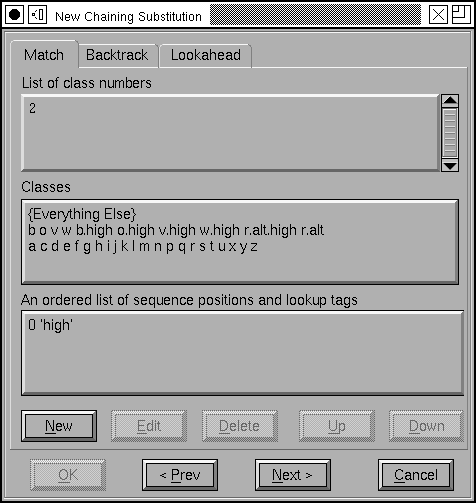 New Chaining Substitution
Match Backtrack Lookahead
List of class numbers
2
Classes
{Everything Else}
b o v w b.high o.high v.high w.high r.alt.high r.alt
a c d e f g h i j k l m n p q r s t u x y z
An ordered list of sequence positions and lookup tags
0 'high'
New Edit Delete Up Down
OK < Prev Next > Cancel